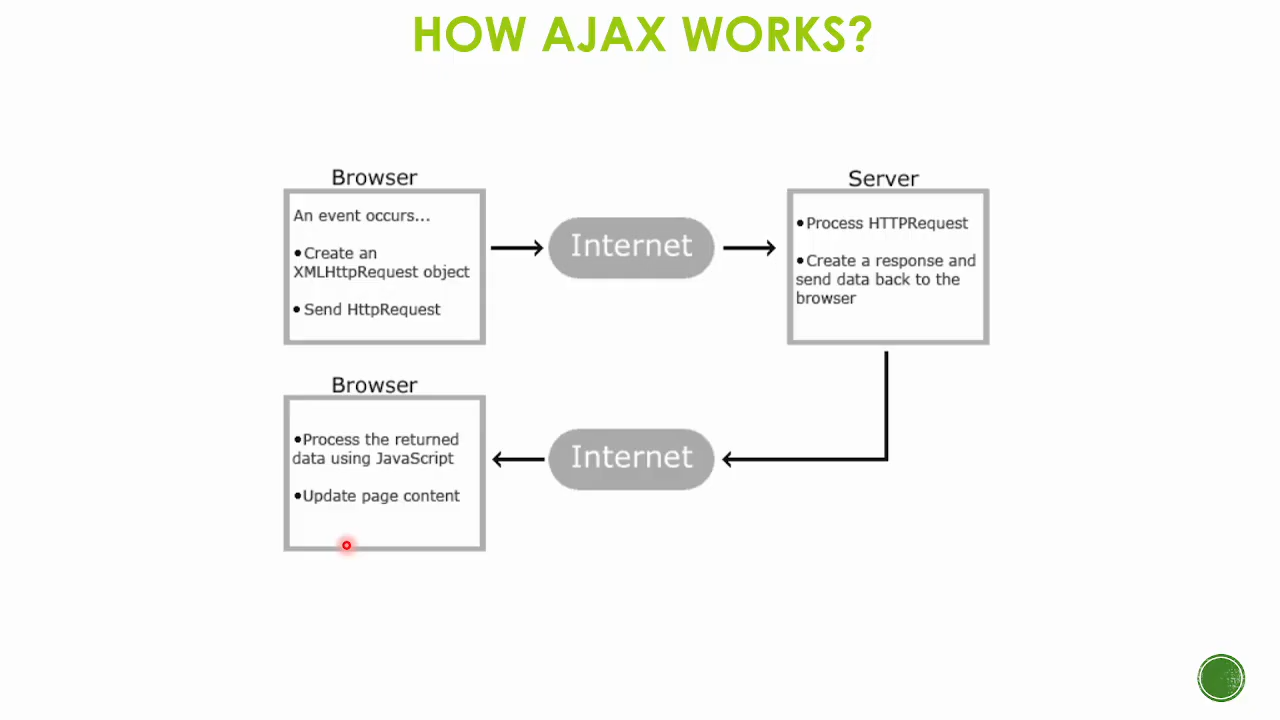 HOW AJAX WORKS?
Browser
An event occurs...
•Create an
XMLHttpRequest object
• Send HttpRequest
Internet
Server
•Process HTTPRequest
•Create a response and
send data back to the
browser
Browser
•Process the returned
data using JavaScript
•Update page content
Internet